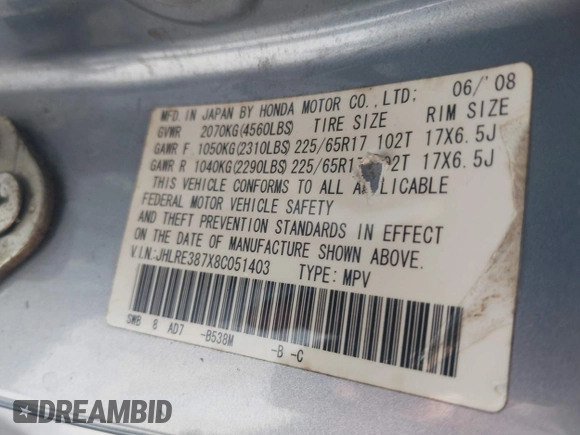 MFD. IN JAPAN BY HONDA MOTOR CO.,LTD; 06/'08
GVWR 2070KG(4560LBS) TIRE SIZE RIM SIZE
GAWR F 1050KG(2310LBS) 225/65R17 102T 17X6.5J
GAWR R 1040KG(2290LBS) 225/65R17 102T 17X6.5J
THIS VEHICLE CONFORMS TO ALL APPLICABLE
FEDERAL MOTOR VEHICLE SAFETY
AND THEFT PREVENTION STANDARDS IN EFFECT
ON THE DATE OF MANUFACTURE SHOWN ABOVE.
V.I.N.:JHLRE387X8C051403 TYPE: MPV
SWB 8 AD7 -B538M -B -C
DREAMBID